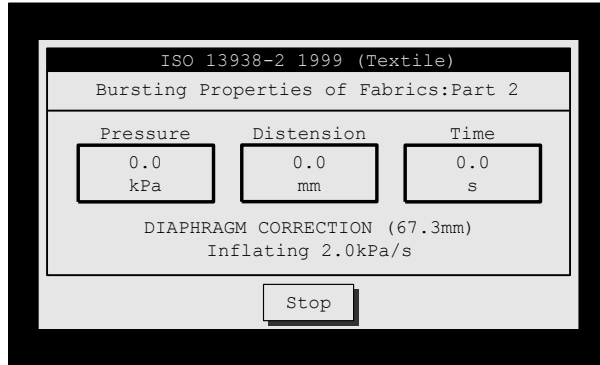 ISO 13938-2 1999 (Textile)
Bursting Properties of Fabrics:Part 2
Pressure Distension Time
0.0 0.0 0.0
kPa mm s
DIAPHRAGM CORRECTION (67.3mm)
Inflating 2.0kPa/s
Stop